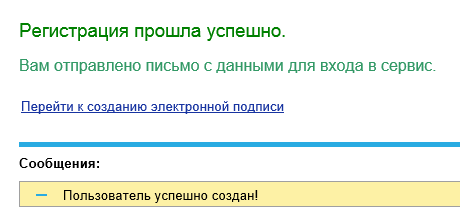 Регистрация прошла успешно.
Вам отправлено письмо с данными для входа в сервис.
Перейти к созданию электронной подписи
Сообщения:
Пользователь успешно создан!